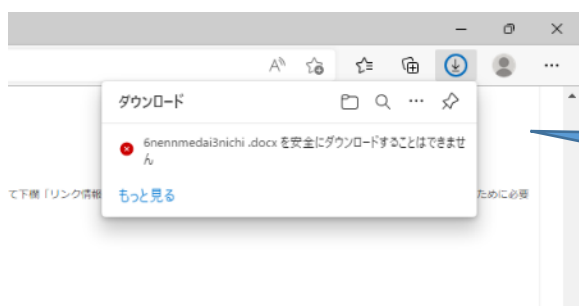 ダウンロード
6nennmedai3nichi .docx を安全にダウンロードすることはできませ
ん
もっと見る
て下欄「リンク情報
ために必要